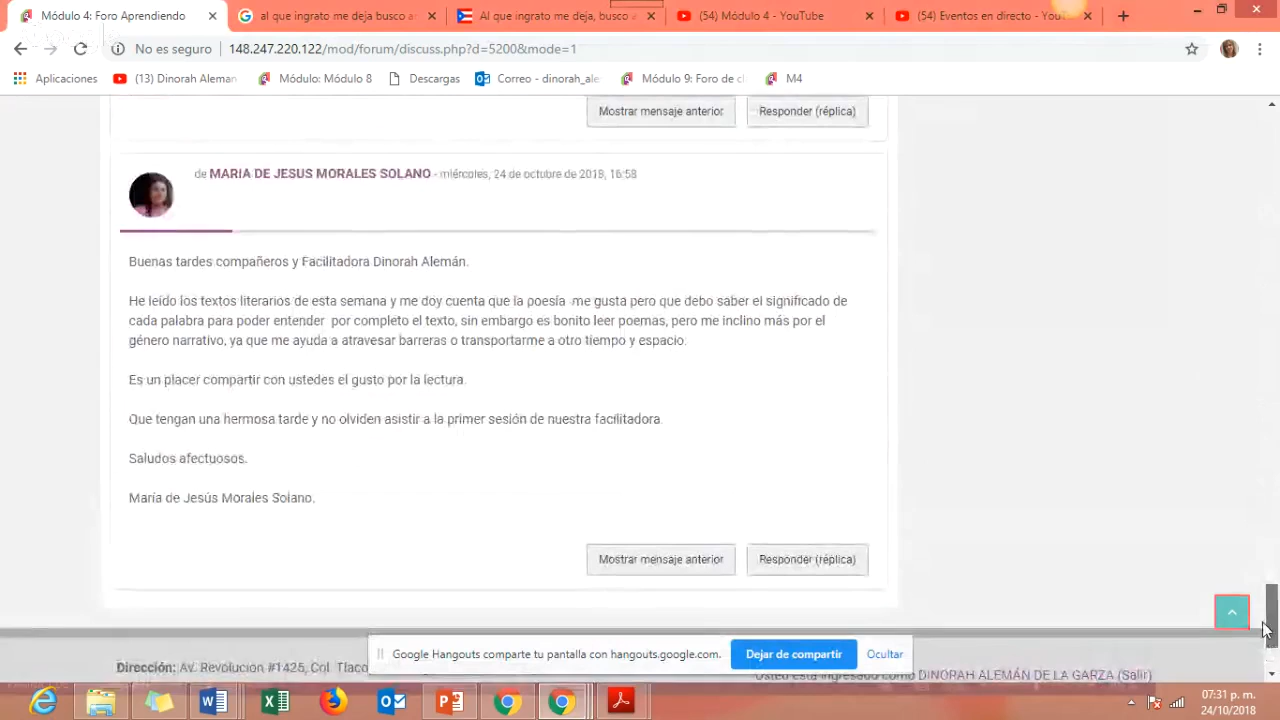 Módulo 4: Foro Aprendiendo
al que ingrato me deja busco a
Al que ingrato me deja, busco a
(54) Módulo 4 - YouTube
(54) Eventos en directo - You
No es seguro
148.247.220.122/mod/forum/discuss.php?d=5200&mode=1
Aplicaciones
(13) Dinorah Aleman
Módulo: Módulo 8
Descargas
Correo - dinorah_ale
Módulo 9: Foro de cl
M4
Mostrar mensaje anterior
Responder (réplica)
de MARIA DE JESUS MORALES SOLANO - miércoles, 24 de octubre de 2018, 16:58
Buenas tardes compañeros y Facilitadora Dinorah Alemán.
He leído los textos literarios de esta semana y me doy cuenta que la poesía me gusta pero que debo saber el significado de
cada palabra para poder entender por completo el texto, sin embargo es bonito leer poemas, pero me inclino más por el
género narrativo, ya que me ayuda a atravesar barreras o transportarme a otro tiempo y espacio.
Es un placer compartir con ustedes el gusto por la lectura.
Que tengan una hermosa tarde y no olviden asistir a la primer sesión de nuestra facilitadora.
Saludos afectuosos.
María de Jesús Morales Solano.
Mostrar mensaje anterior
Responder (réplica)
Google Hangouts comparte tu pantalla con hangouts.google.com.
Dejar de compartir
Ocultar
Dirección: Av. Revolución #1425, Col. Tlaco
Usted está ingresado como DINORAH ALEMÁN DE LA GARZA (Salir)
07:31 p. m.
24/10/2018